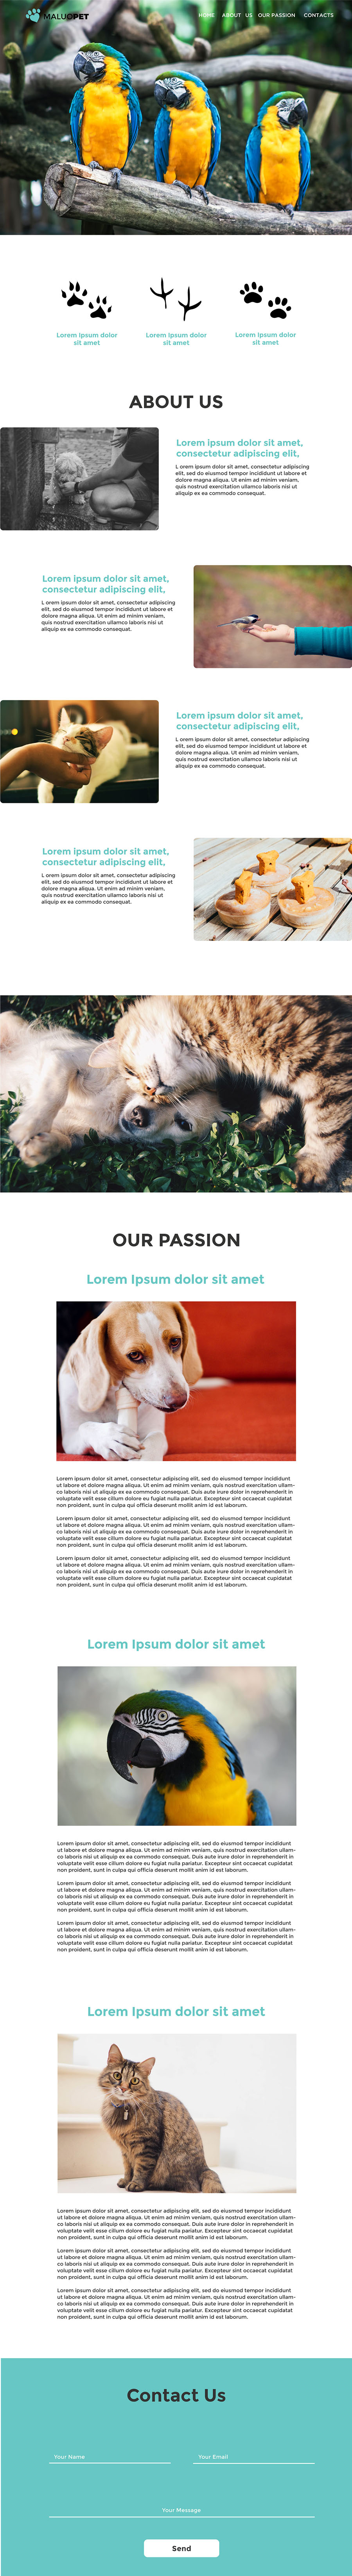 MALUOPET
HOME ABOUT US OUR PASSION CONTACTS
Lorem Ipsum dolor
sit amet
Lorem Ipsum dolor
sit amet
Lorem Ipsum dolor
sit amet
ABOUT US
Lorem ipsum dolor sit amet,
consectetur adipiscing elit,
L orem ipsum dolor sit amet, consectetur adipiscing
elit, sed do eiusmod tempor incididunt ut labore et
dolore magna aliqua. Ut enim ad minim veniam,
quis nostrud exercitation ullamco laboris nisi ut
aliquip ex ea commodo consequat.
Lorem ipsum dolor sit amet,
consectetur adipiscing elit,
L orem ipsum dolor sit amet, consectetur adipiscing
elit, sed do eiusmod tempor incididunt ut labore et
dolore magna aliqua. Ut enim ad minim veniam,
quis nostrud exercitation ullamco laboris nisi ut
aliquip ex ea commodo consequat.
Lorem ipsum dolor sit amet,
consectetur adipiscing elit,
L orem ipsum dolor sit amet, consectetur adipiscing
elit, sed do eiusmod tempor incididunt ut labore et
dolore magna aliqua. Ut enim ad minim veniam,
quis nostrud exercitation ullamco laboris nisi ut
aliquip ex ea commodo consequat.
Lorem ipsum dolor sit amet,
consectetur adipiscing elit,
L orem ipsum dolor sit amet, consectetur adipiscing
elit, sed do eiusmod tempor incididunt ut labore et
dolore magna aliqua. Ut enim ad minim veniam,
quis nostrud exercitation ullamco laboris nisi ut
aliquip ex ea commodo consequat.
OUR PASSION
Lorem Ipsum dolor sit amet
Lorem ipsum dolor sit amet, consectetur adipiscing elit, sed do eiusmod tempor incididunt
ut labore et dolore magna aliqua. Ut enim ad minim veniam, quis nostrud exercitation ullam-
co laboris nisi ut aliquip ex ea commodo consequat. Duis aute irure dolor in reprehenderit in
voluptate velit esse cillum dolore eu fugiat nulla pariatur. Excepteur sint occaecat cupidatat
non proident, sunt in culpa qui officia deserunt mollit anim id est laborum.
Lorem ipsum dolor sit amet, consectetur adipiscing elit, sed do eiusmod tempor incididunt
ut labore et dolore magna aliqua. Ut enim ad minim veniam, quis nostrud exercitation ullam-
co laboris nisi ut aliquip ex ea commodo consequat. Duis aute irure dolor in reprehenderit in
voluptate velit esse cillum dolore eu fugiat nulla pariatur. Excepteur sint occaecat cupidatat
non proident, sunt in culpa qui officia deserunt mollit anim id est laborum.
Lorem ipsum dolor sit amet, consectetur adipiscing elit, sed do eiusmod tempor incididunt
ut labore et dolore magna aliqua. Ut enim ad minim veniam, quis nostrud exercitation ullam-
co laboris nisi ut aliquip ex ea commodo consequat. Duis aute irure dolor in reprehenderit in
voluptate velit esse cillum dolore eu fugiat nulla pariatur. Excepteur sint occaecat cupidatat
non proident, sunt in culpa qui officia deserunt mollit anim id est laborum.
Lorem Ipsum dolor sit amet
Lorem ipsum dolor sit amet, consectetur adipiscing elit, sed do eiusmod tempor incididunt
ut labore et dolore magna aliqua. Ut enim ad minim veniam, quis nostrud exercitation ullam-
co laboris nisi ut aliquip ex ea commodo consequat. Duis aute irure dolor in reprehenderit in
voluptate velit esse cillum dolore eu fugiat nulla pariatur. Excepteur sint occaecat cupidatat
non proident, sunt in culpa qui officia deserunt mollit anim id est laborum.
Lorem ipsum dolor sit amet, consectetur adipiscing elit, sed do eiusmod tempor incididunt
ut labore et dolore magna aliqua. Ut enim ad minim veniam, quis nostrud exercitation ullam-
co laboris nisi ut aliquip ex ea commodo consequat. Duis aute irure dolor in reprehenderit in
voluptate velit esse cillum dolore eu fugiat nulla pariatur. Excepteur sint occaecat cupidatat
non proident, sunt in culpa qui officia deserunt mollit anim id est laborum.
Lorem ipsum dolor sit amet, consectetur adipiscing elit, sed do eiusmod tempor incididunt
ut labore et dolore magna aliqua. Ut enim ad minim veniam, quis nostrud exercitation ullam-
co laboris nisi ut aliquip ex ea commodo consequat. Duis aute irure dolor in reprehenderit in
voluptate velit esse cillum dolore eu fugiat nulla pariatur. Excepteur sint occaecat cupidatat
non proident, sunt in culpa qui officia deserunt mollit anim id est laborum.
Lorem Ipsum dolor sit amet
Lorem ipsum dolor sit amet, consectetur adipiscing elit, sed do eiusmod tempor incididunt
ut labore et dolore magna aliqua. Ut enim ad minim veniam, quis nostrud exercitation ullam-
co laboris nisi ut aliquip ex ea commodo consequat. Duis aute irure dolor in reprehenderit in
voluptate velit esse cillum dolore eu fugiat nulla pariatur. Excepteur sint occaecat cupidatat
non proident, sunt in culpa qui officia deserunt mollit anim id est laborum.
Lorem ipsum dolor sit amet, consectetur adipiscing elit, sed do eiusmod tempor incididunt
ut labore et dolore magna aliqua. Ut enim ad minim veniam, quis nostrud exercitation ullam-
co laboris nisi ut aliquip ex ea commodo consequat. Duis aute irure dolor in reprehenderit in
voluptate velit esse cillum dolore eu fugiat nulla pariatur. Excepteur sint occaecat cupidatat
non proident, sunt in culpa qui officia deserunt mollit anim id est laborum.
Lorem ipsum dolor sit amet, consectetur adipiscing elit, sed do eiusmod tempor incididunt
ut labore et dolore magna aliqua. Ut enim ad minim veniam, quis nostrud exercitation ullam-
co laboris nisi ut aliquip ex ea commodo consequat. Duis aute irure dolor in reprehenderit in
voluptate velit esse cillum dolore eu fugiat nulla pariatur. Excepteur sint occaecat cupidatat
non proident, sunt in culpa qui officia deserunt mollit anim id est laborum.
Contact Us
Your Name
Your Email
Your Message
Send